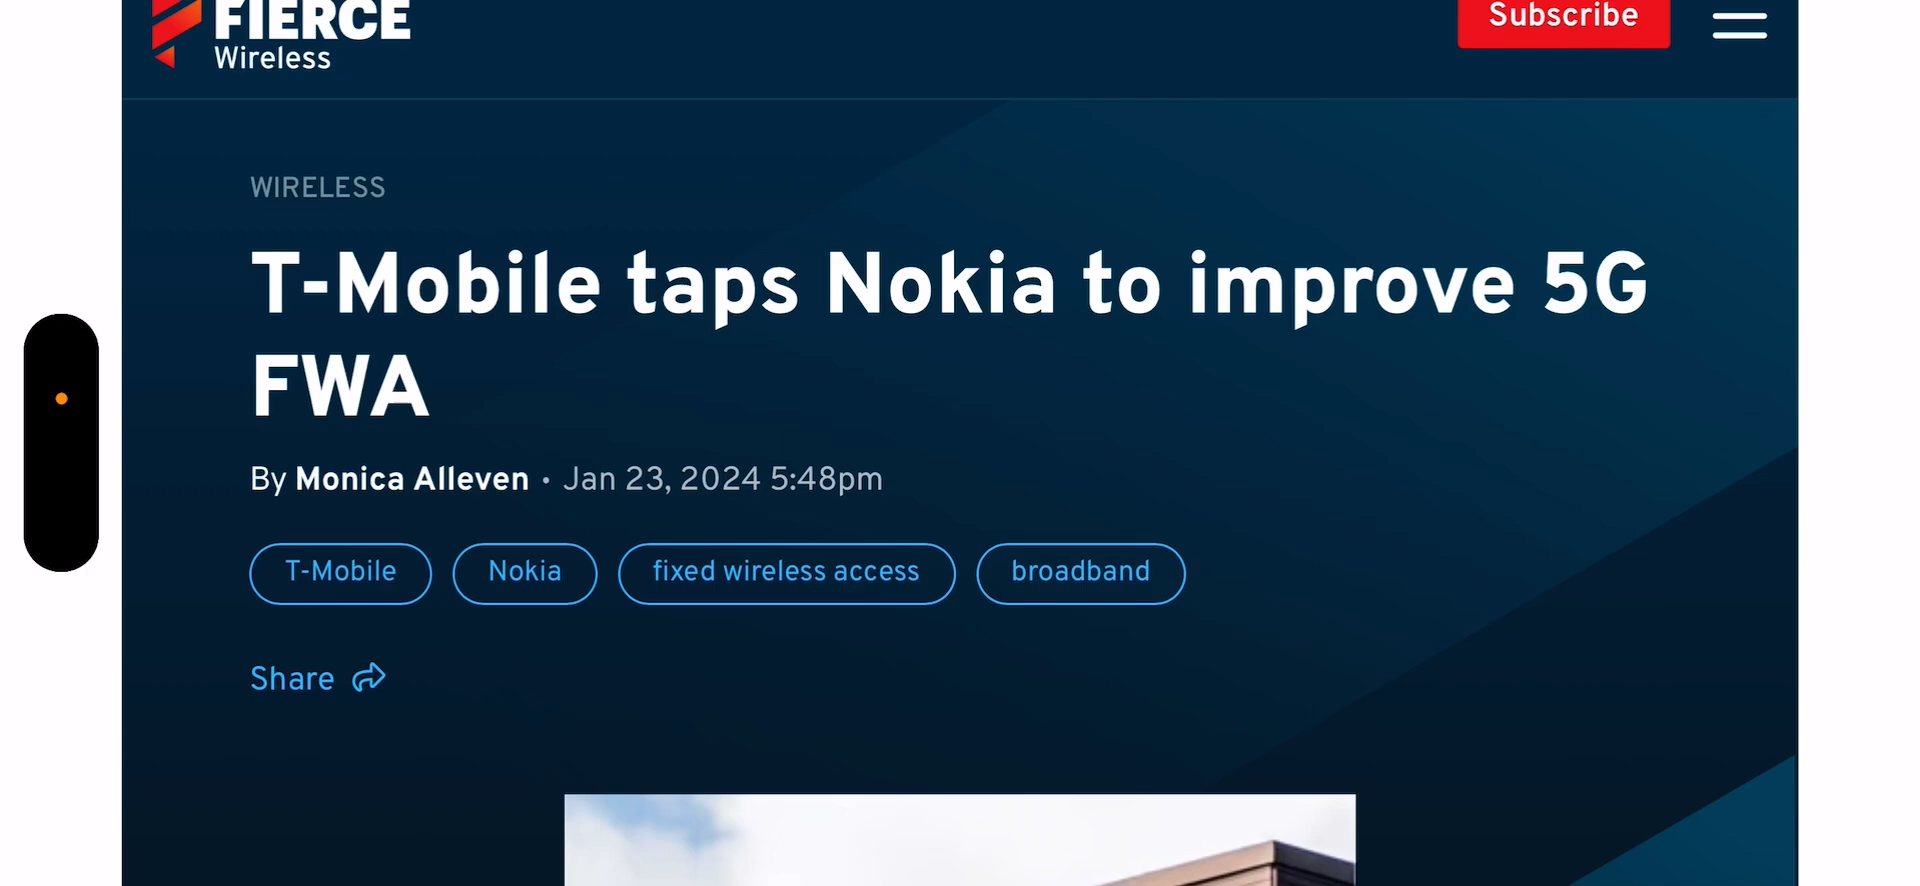 FIERCE
Wireless
Subscribe
WIRELESS
T-Mobile taps Nokia to improve 5G
FWA
By Monica Alleven • Jan 23, 2024 5:48pm
T-Mobile Nokia fixed wireless access broadband
Share